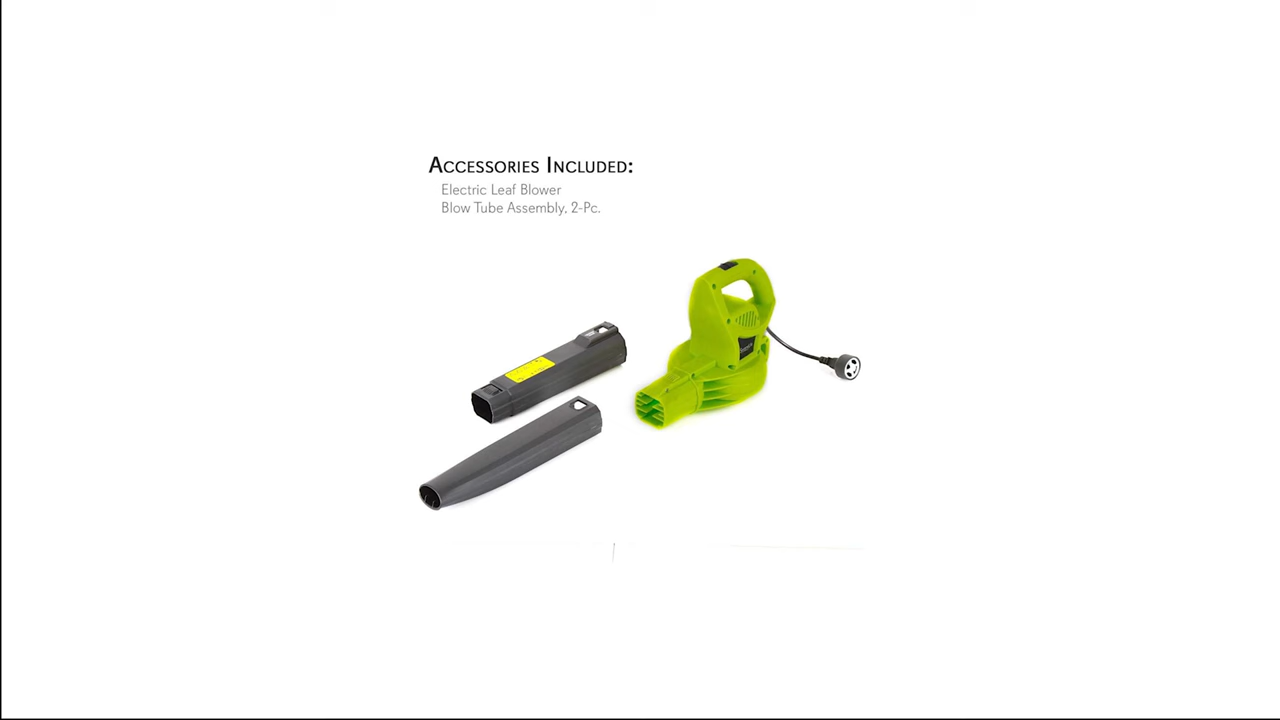 Accessories Included:
Electric Leaf Blower
Blow Tube Assembly, 2-Pc.